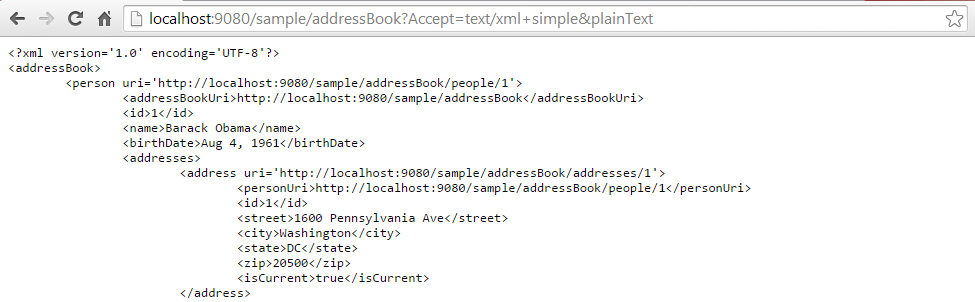 localhost:9080/sample/addressBook?Accept=text/xml+simple&plainText
<?xml version='1.0' encoding='UTF-8'?>
<addressBook>
<person uri='http://localhost:9080/sample/addressBook/people/1'>
<addressBookUri>http://localhost:9080/sample/addressBook</addressBookUri>
<id>1</id>
<name>Barack Obama</name>
<birthDate>Aug 4, 1961</birthDate>
<addresses>
<address uri='http://localhost:9080/sample/addressBook/addresses/1'>
<personUri>http://localhost:9080/sample/addressBook/people/1</personUri>
<id>1</id>
<street>1600 Pennsylvania Ave</street>
<city>Washington</city>
<state>DC</state>
<zip>20500</zip>
<isCurrent>true</isCurrent>
</address>